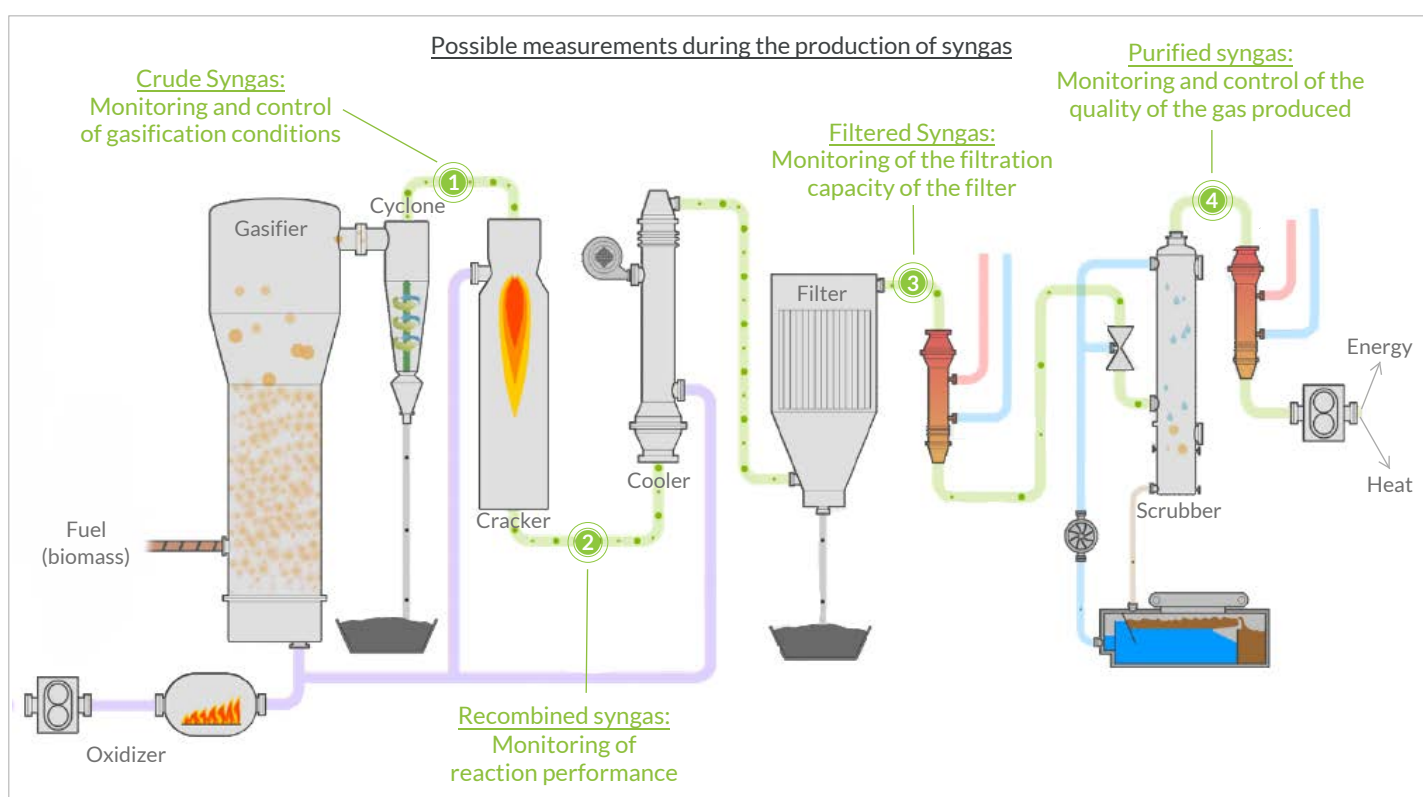 Possible measurements during the production of syngas
Crude Syngas:
Monitoring and control
of gasification conditions
Purified syngas:
Monitoring and control of the
quality of the gas produced
Filtered Syngas:
Monitoring of the filtration
capacity of the filter
1
Cyclone
Gasifier
4
3
Filter
Energy
Heat
Cooler
Cracker
Scrubber
Fuel
(biomass)
2
Oxidizer
Recombined syngas:
Monitoring of
reaction performance